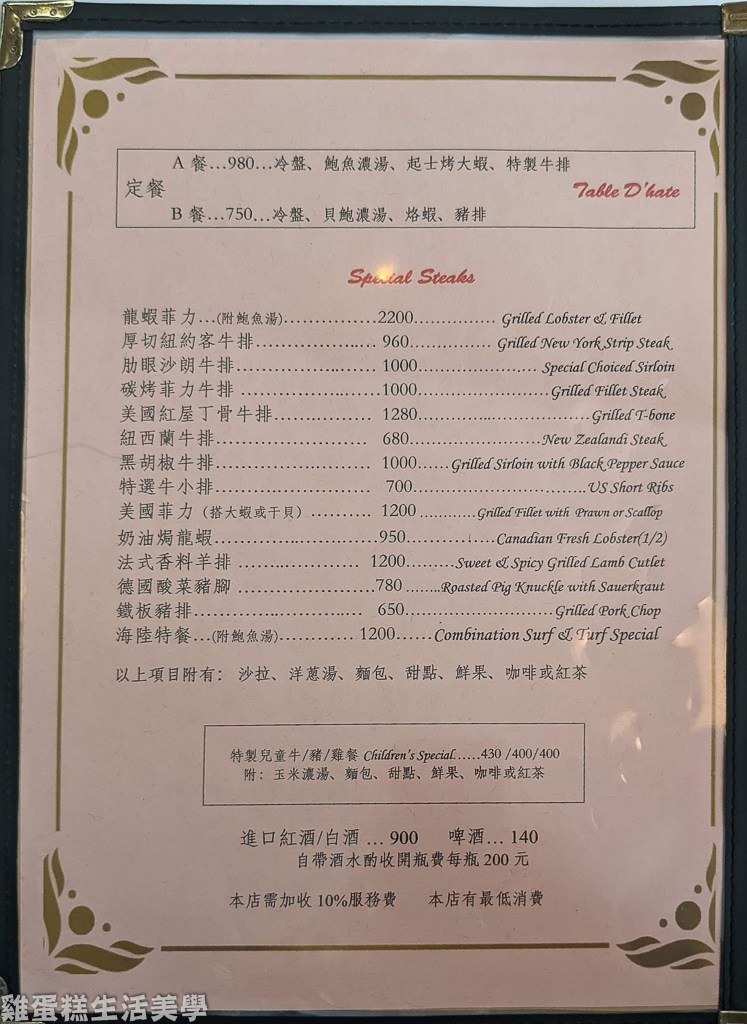 A 餐...980...冷盤、鮑魚濃湯、起士烤大蝦、特製牛排
定餐 Table D'hate
B 餐...750...冷盤、貝鮑濃湯、烙蝦、豬排
Special Steaks
龍蝦菲力...(附鮑魚湯)................2200.............. Grilled Lobster & Fillet
厚切紐約客牛排..................... 960................ Grilled New York Strip Steak
肋眼沙朗牛排........................ 1000..................... Special Choiced Sirloin
碳烤菲力牛排 .......................1000.......................Grilled Fillet Steak
美國紅屋丁骨牛排................. 1280..............................Grilled T-bone
紐西蘭牛排........................... 680.......................New Zealandi Steak
黑胡椒牛排........................... 1000......Grilled Sirloin with Black Pepper Sauce
特選牛小排........................... 700...............................US Short Ribs
美國菲力 (搭大蝦或干貝) .......... 1200 ............Grilled Fillet with Prawn or Scallop
奶油焗龍蝦............................950................Canadian Fresh Lobster(1/2)
法式香料羊排 ..................... 1200..........Sweet & Spicy Grilled Lamb Cutlet
德國酸菜豬腳 ........................780 .......Roasted Pig Knuckle with Sauerkraut
鐵板豬排............................. 650...........................Grilled Pork Chop
海陸特餐...(附鮑魚湯)............. 1200......Combination Surf & Turf Special
以上項目附有: 沙拉、洋蔥湯、麵包、甜點、鮮果、咖啡或紅茶
特製兒童牛/豬/雞餐 Children's Special......430 /400/400
附: 玉米濃湯、麵包、甜點、鮮果、咖啡或紅茶
進口紅酒/白酒 ... 900 啤酒... 140
自帶酒水酌收開瓶費每瓶 200 元
本店需加收 10%服務費 本店有最低消費
雞蛋糕生活美學